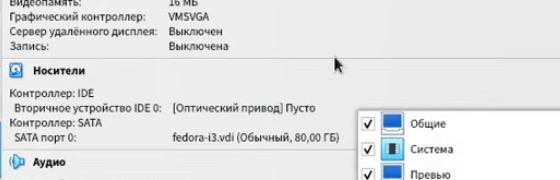 Видеопамять: 16 МБ
Графический контроллер: VMSVGA
Сервер удалённого дисплея: Выключен
Запись: Выключена
Носители
Контроллер: IDE
Вторичное устройство IDE 0: [Оптический привод] Пусто
Контроллер: SATA
SATA порт 0: fedora-i3.vdi (Обычный, 80,00 ГБ)
Аудио
Общие
Система
Превью